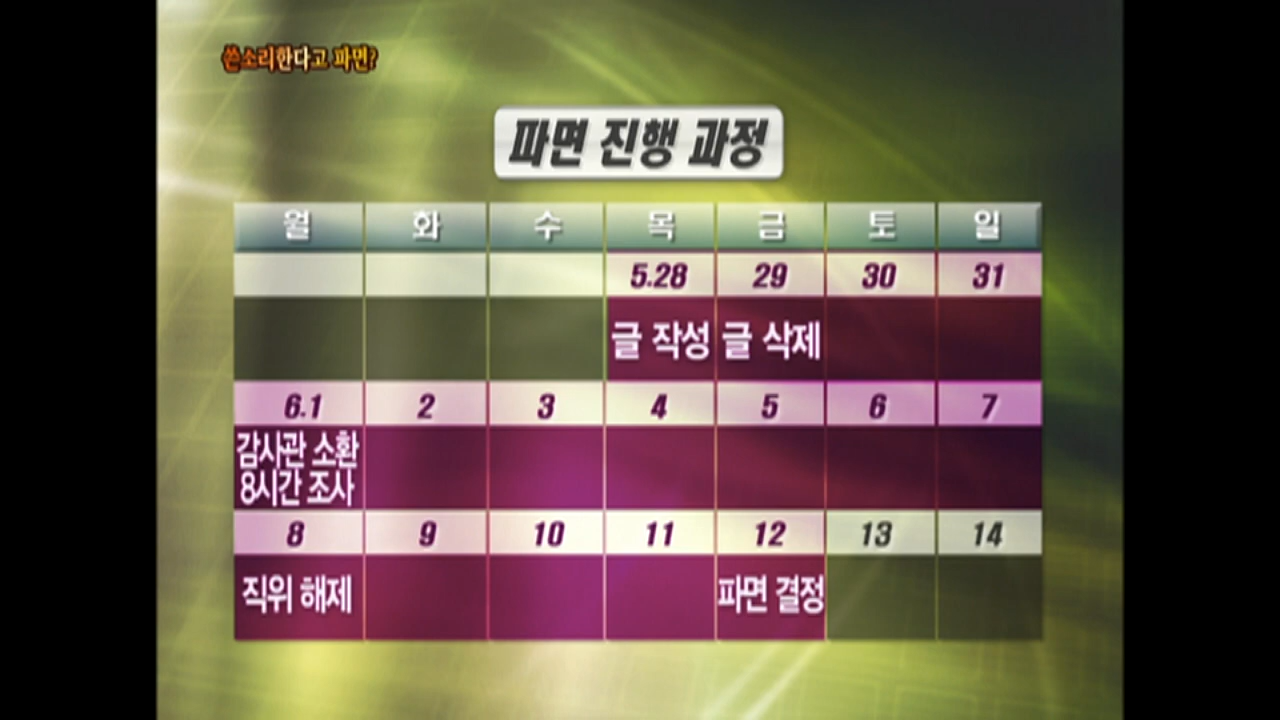 쓴소리한다고 파면?
파면 진행 과정
월 화 수 목 금 토 일
5.28 29 30 31
글 작성 글 삭제
6.1 2 3 4 5 6 7
감사관 소환
8시간 조사
8 9 10 11 12 13 14
직위 해제 파면 결정